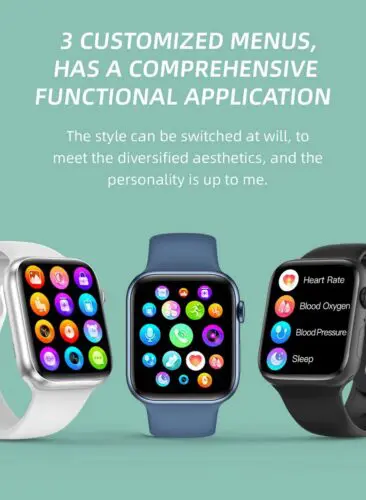 3 CUSTOMIZED MENUS,
HAS A COMPREHENSIVE
FUNCTIONAL APPLICATION
The style can be switched at will, to
meet the diversified aesthetics, and the
personality is up to me.
Heart Rate
Blood Oxygen
Blood Pressure
Sleep